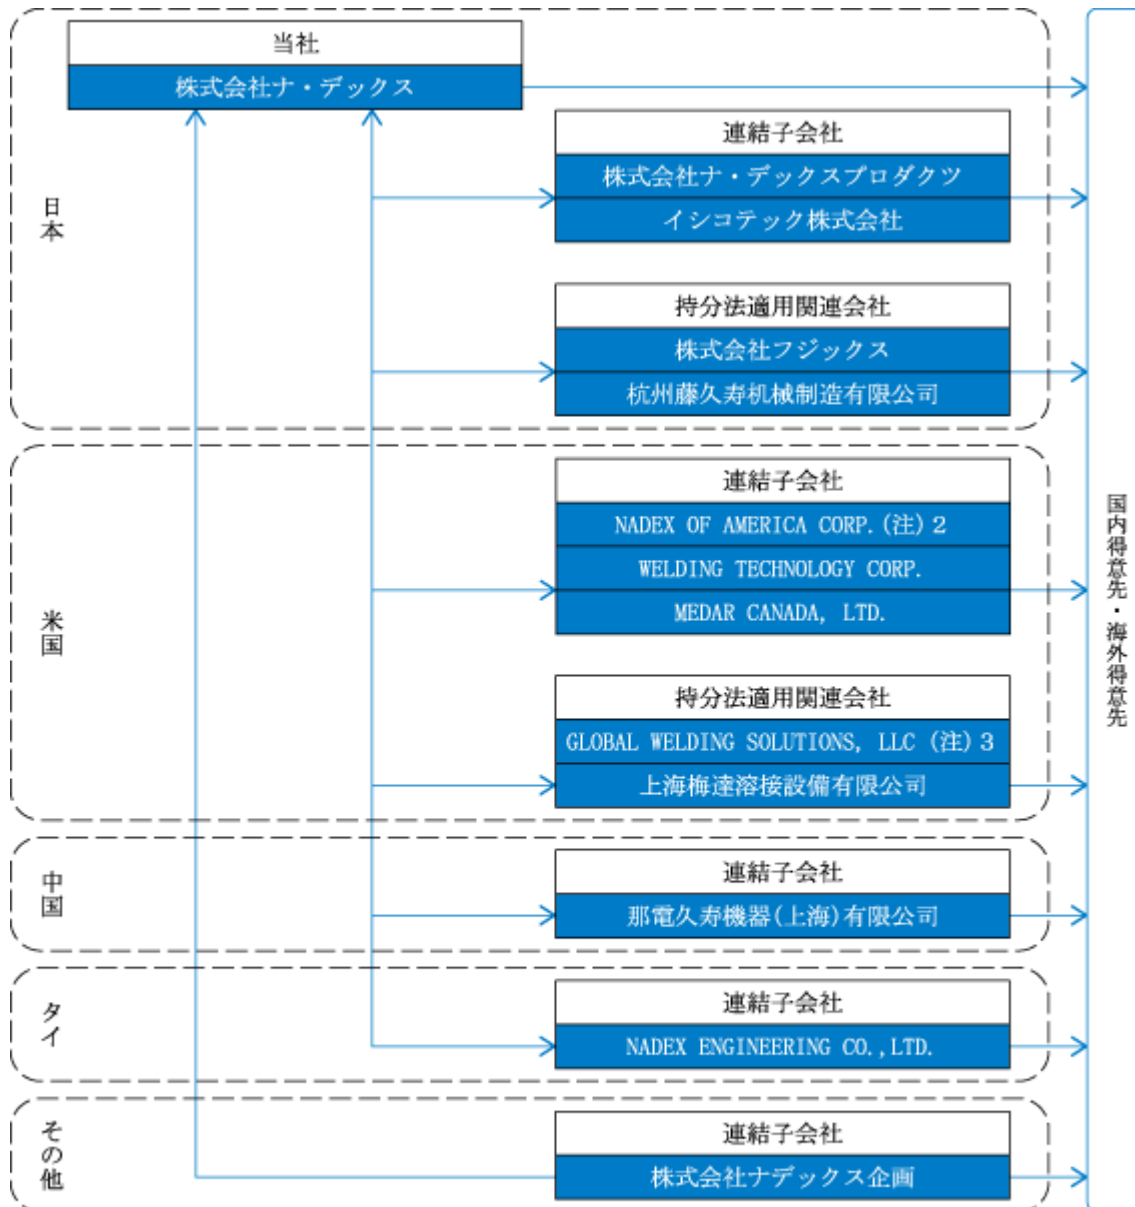 当社
株式会社ナ・デックス
日本
連結子会社
株式会社ナ・デックスプロダクツ
イシコテック株式会社
持分法適用関連会社
株式会社フジックス
杭州藤久寿机械制造有限公司
米国
連結子会社
NADEX OF AMERICA CORP.(注)2
WELDING TECHNOLOGY CORP.
MEDAR CANADA, LTD.
持分法適用関連会社
GLOBAL WELDING SOLUTIONS, LLC (注)3
上海梅達溶接設備有限公司
中国
連結子会社
那電久寿機器(上海)有限公司
タイ
連結子会社
NADEX ENGINEERING CO.,LTD.
その他
連結子会社
株式会社ナデックス企画
国内得意先・海外得意先